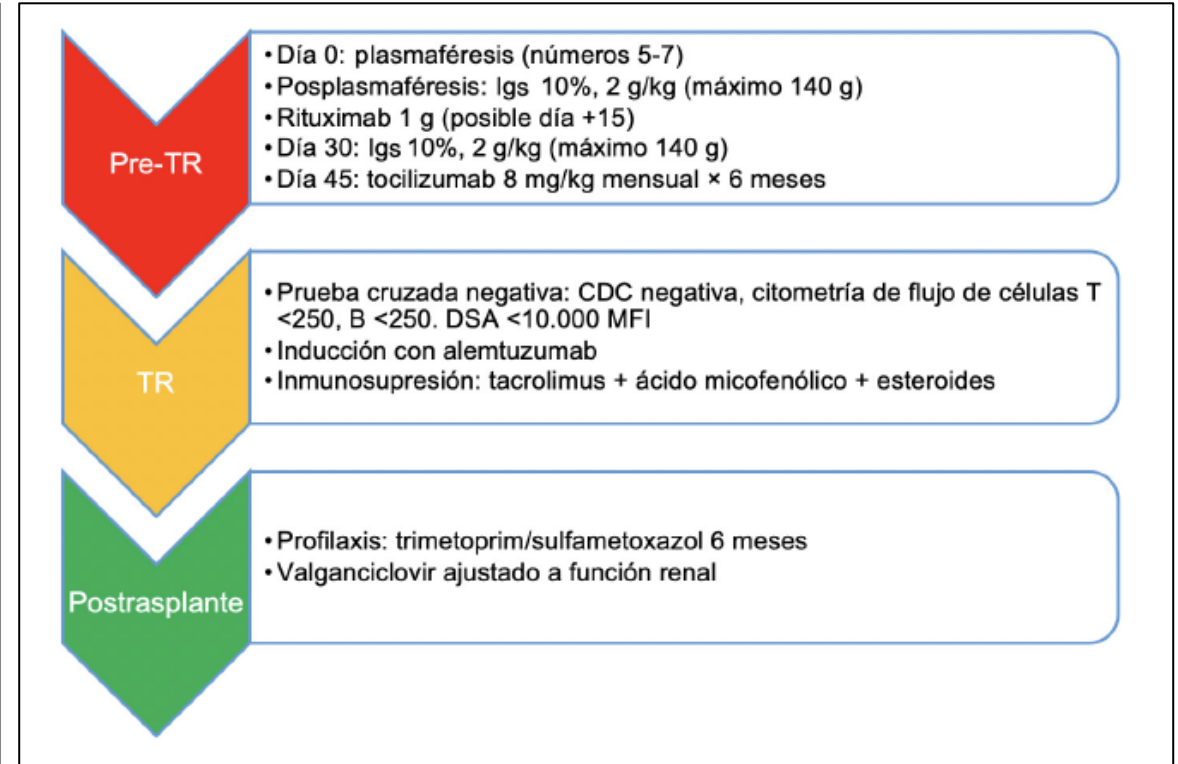 Pre-TR
•Día 0: plasmaféresis (números 5-7)
•Posplasmaféresis: Igs 10%, 2 g/kg (máximo 140 g)
•Rituximab 1 g (posible día +15)
•Día 30: Igs 10%, 2 g/kg (máximo 140 g)
•Día 45: tocilizumab 8 mg/kg mensual × 6 meses
TR
•Prueba cruzada negativa: CDC negativa, citometría de flujo de células T
<250, B <250. DSA <10.000 MFI
•Inducción con alemtuzumab
•Inmunosupresión: tacrolimus + ácido micofenólico + esteroides
Postrasplante
•Profilaxis: trimetoprim/sulfametoxazol 6 meses
•Valganciclovir ajustado a función renal